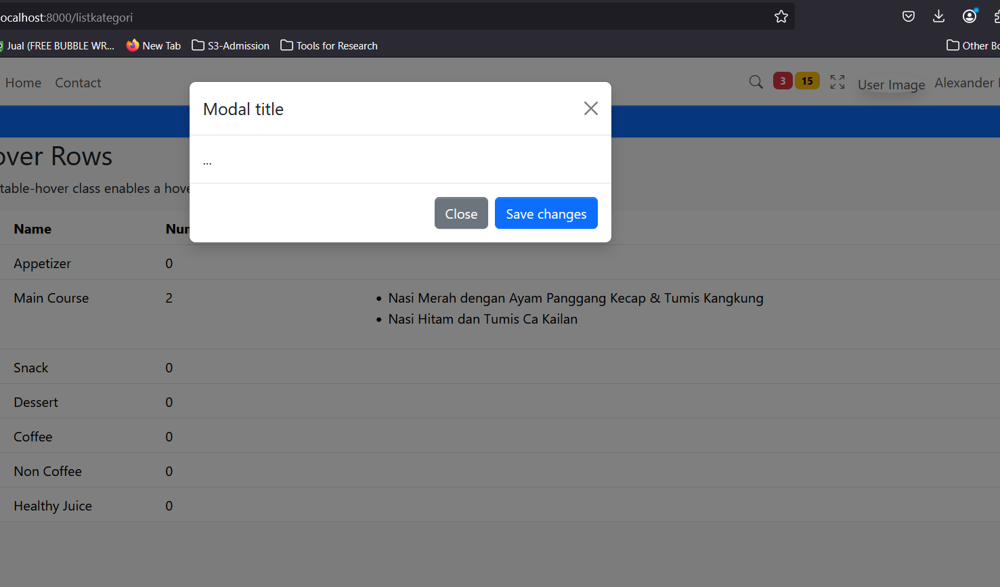 ocalhost:8000/listkategori
Jual (FREE BUBBLE WR...
New Tab
S3-Admission
Tools for Research
Other Bo
Home
Contact
3
15
User Image
Alexander
Modal title
over Rows
...
table-hover class enables a hove
Close
Save changes
Name
Num
Appetizer
0
Main Course
2
• Nasi Merah dengan Ayam Panggang Kecap & Tumis Kangkung
• Nasi Hitam dan Tumis Ca Kailan
Snack
0
Dessert
0
Coffee
0
Non Coffee
0
Healthy Juice
0